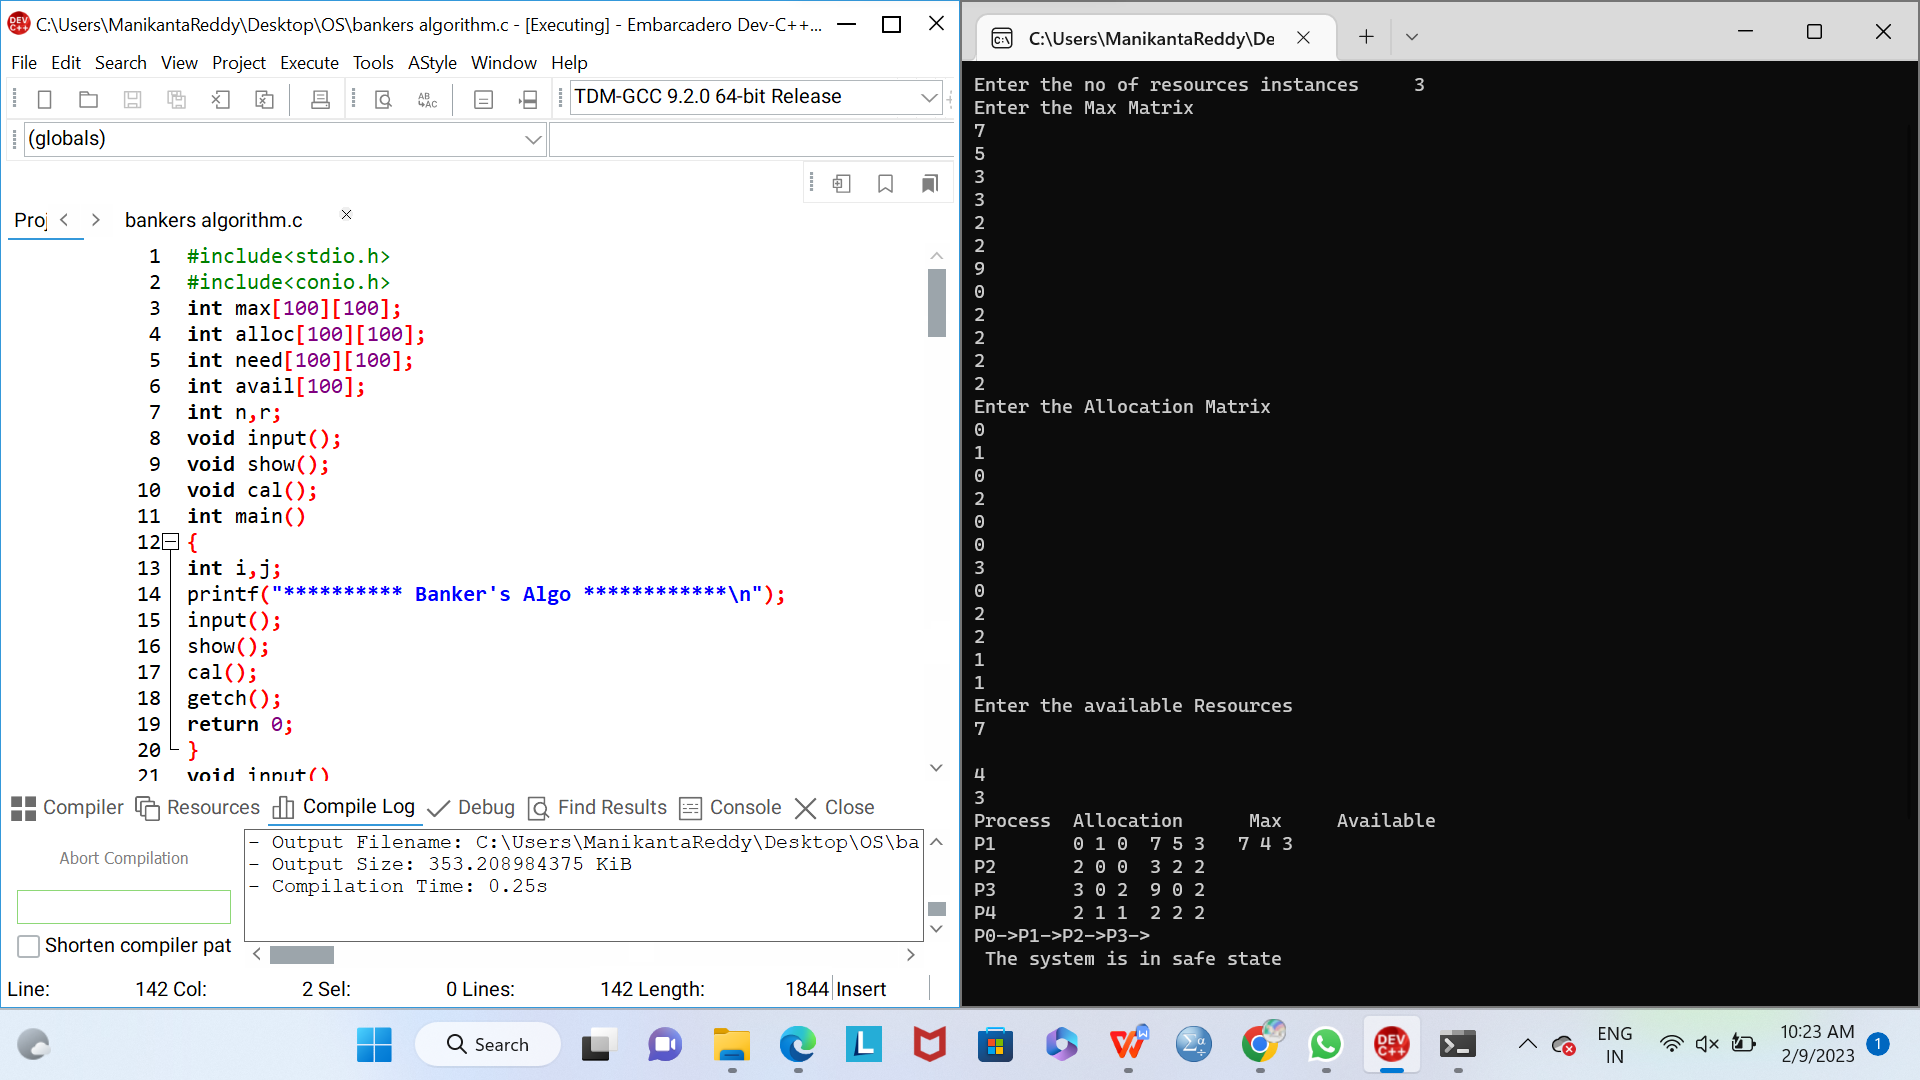 C:\Users\ManikantaReddy\Desktop\OS\bankers algorithm.c - [Executing] - Embarcadero Dev-C++...
File Edit Search View Project Execute Tools AStyle Window Help
TDM-GCC 9.2.0 64-bit Release
(globals)
Proj bankers algorithm.c
1 #include<stdio.h>
2 #include<conio.h>
3 int max[100][100];
4 int alloc[100][100];
5 int need[100][100];
6 int avail[100];
7 int n,r;
8 void input();
9 void show();
10 void cal();
11 int main()
12 {
13 int i,j;
14 printf("********** Banker's Algo ************\n");
15 input();
16 show();
17 cal();
18 getch();
19 return 0;
20 }
21 void input()
Compiler Resources Compile Log Debug Find Results Console Close
Abort Compilation
Shorten compiler pat
- Output Filename: C:\Users\ManikantaReddy\Desktop\OS\ba
- Output Size: 353.208984375 KiB
- Compilation Time: 0.25s
Line: 142 Col: 2 Sel: 0 Lines: 142 Length: 1844 Insert
C:\Users\ManikantaReddy\De
Enter the no of resources instances 3
Enter the Max Matrix
7
5
3
3
2
2
9
0
2
2
2
2
Enter the Allocation Matrix
0
1
0
2
0
0
3
0
2
2
1
1
Enter the available Resources
7
4
3
Process Allocation Max Available
P1 0 1 0 7 5 3 7 4 3
P2 2 0 0 3 2 2
P3 3 0 2 9 0 2
P4 2 1 1 2 2 2
P0->P1->P2->P3->
The system is in safe state
Search
DEV C++
ENG
IN
10:23 AM
2/9/2023
1